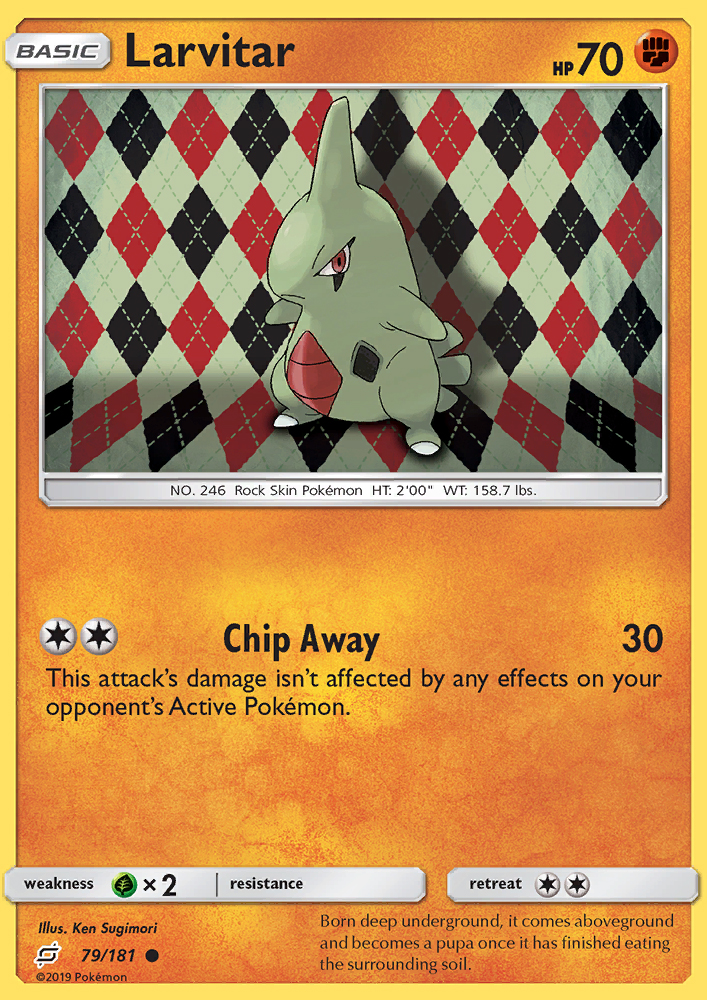 BASIC Larvitar HP 70
NO. 246 Rock Skin Pokémon HT: 2'00" WT: 158.7 lbs.
Chip Away 30
This attack's damage isn't affected by any effects on your
opponent's Active Pokémon.
weakness ×2 resistance retreat
Illus. Ken Sugimori
79/181
©2019 Pokémon
Born deep underground, it comes aboveground
and becomes a pupa once it has finished eating
the surrounding soil.